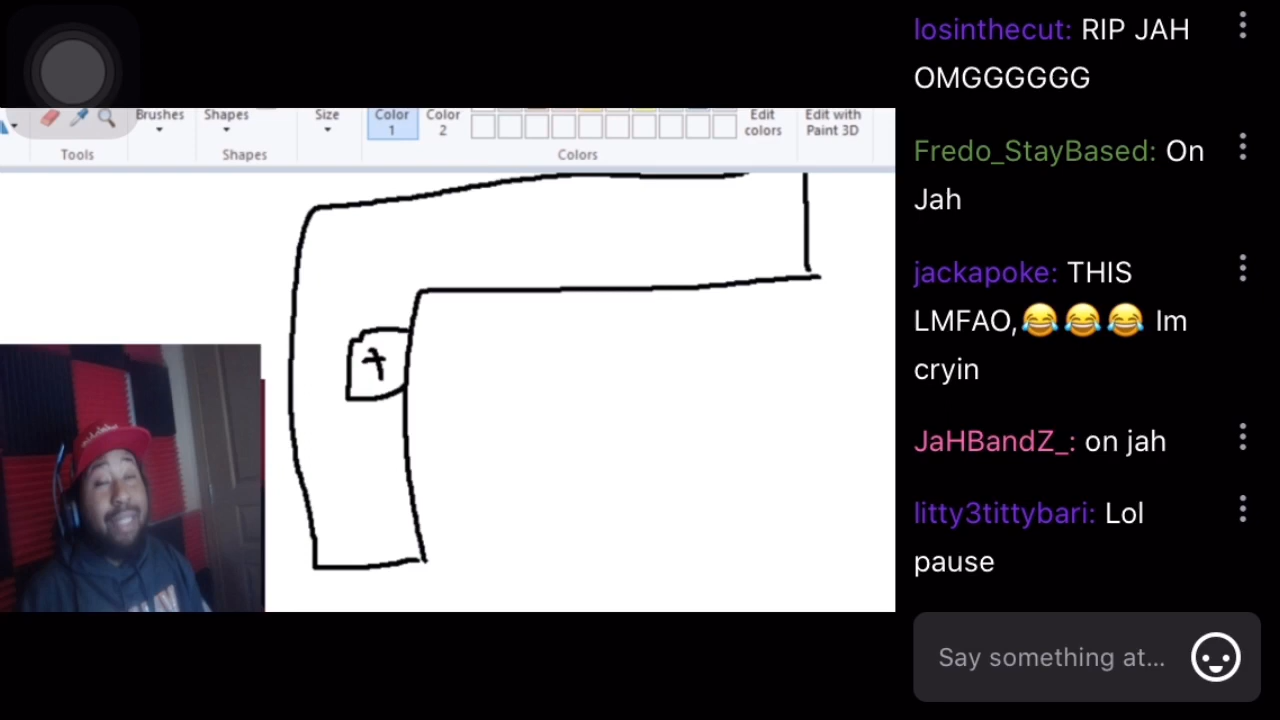 Brushes
Shapes
Size
Color
1
Color
2
Edit
colors
Edit with
Paint 3D
Tools
Shapes
Colors
losinthecut: RIP JAH
OMGGGGGG
Fredo_StayBased: On
Jah
jackapoke: THIS
LMFAO,😂😂😂 Im
cryin
JaHBandZ_: on jah
litty3tittybari: Lol
pause
Say something at...